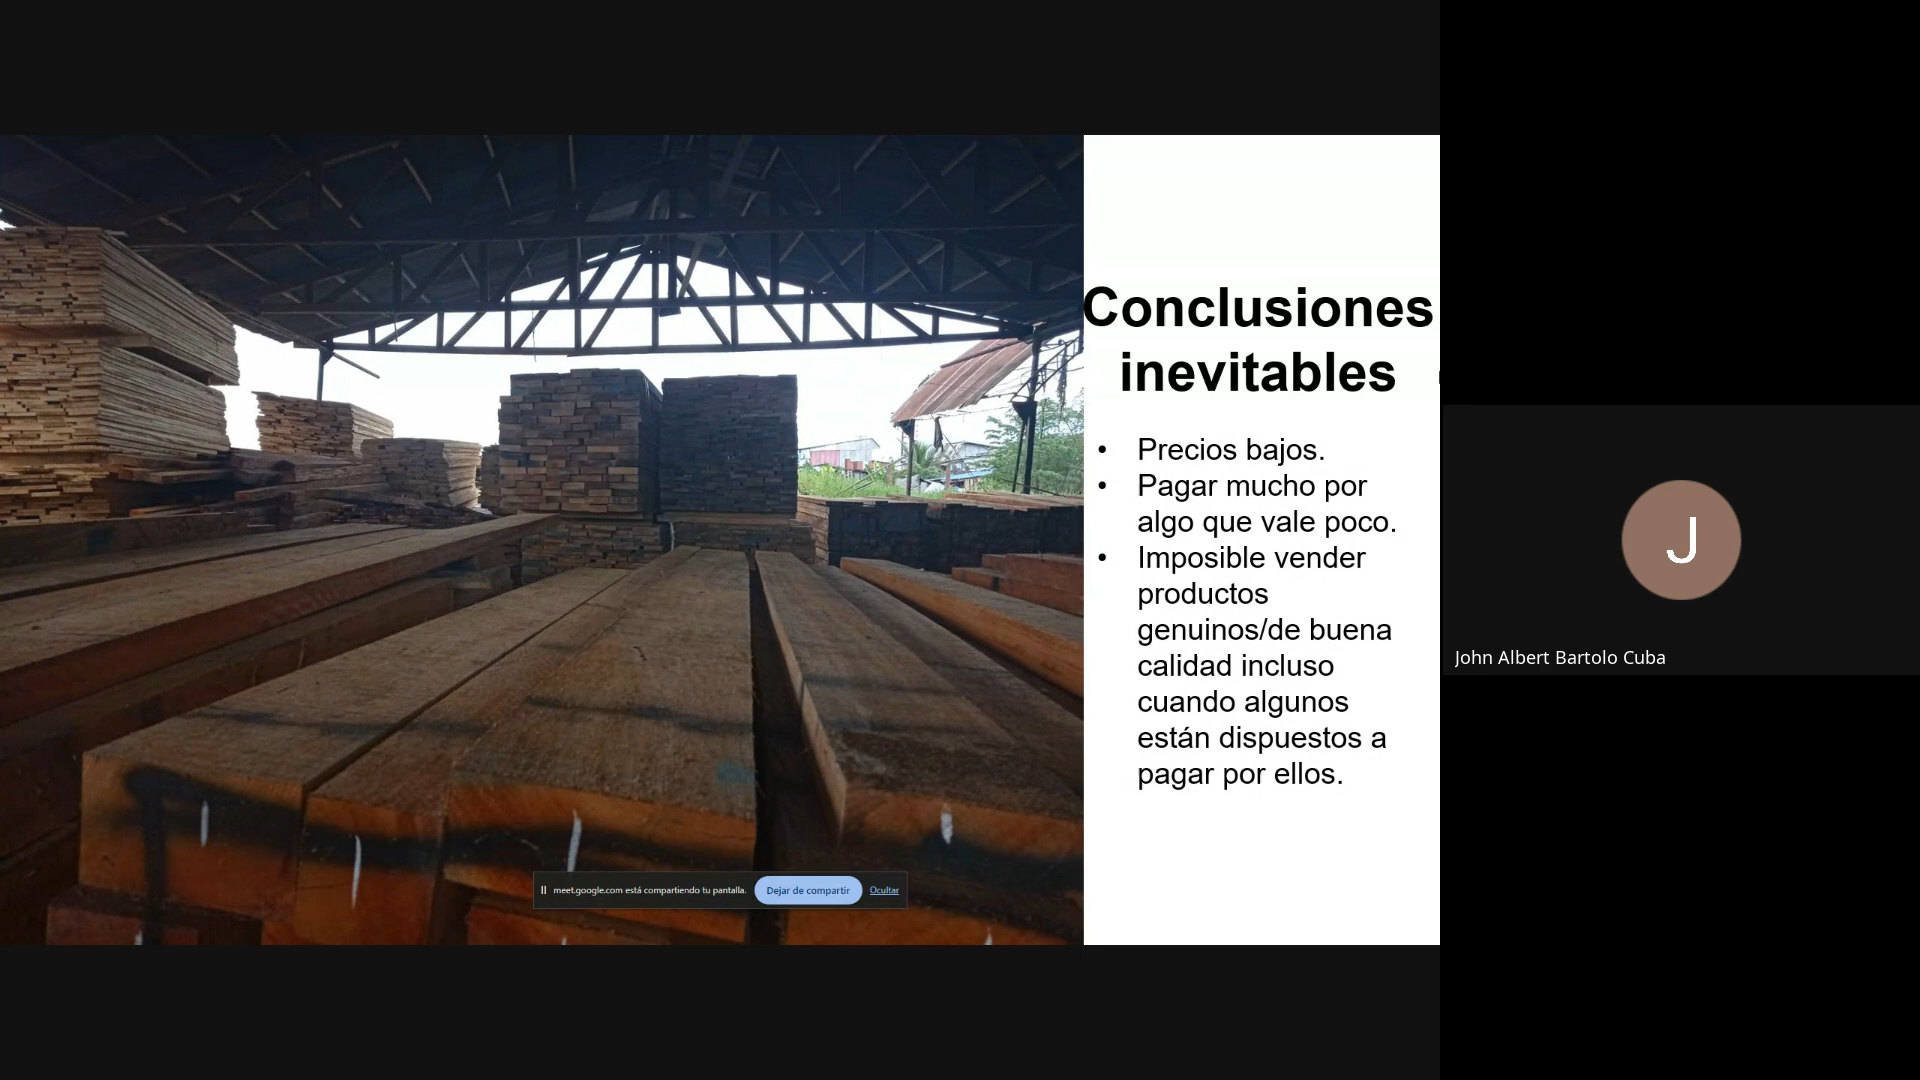 Conclusiones
inevitables
• Precios bajos.
• Pagar mucho por
algo que vale poco.
• Imposible vender
productos
genuinos/de buena
calidad incluso
cuando algunos
están dispuestos a
pagar por ellos.
meet.google.com está compartiendo tu pantalla. Dejar de compartir Ocultar
J
John Albert Bartolo Cuba